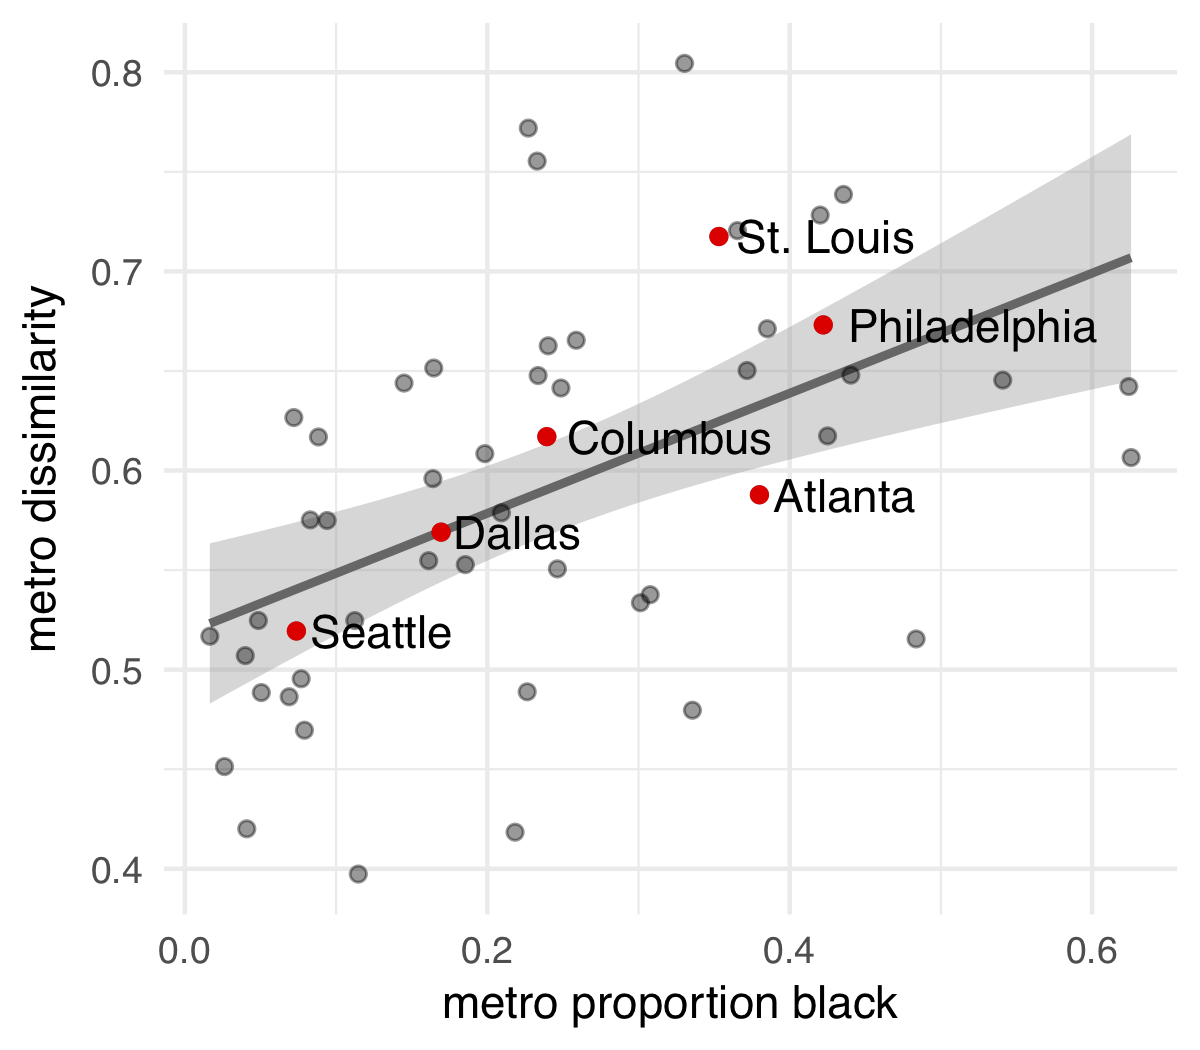 0.8
0.7
0.6
0.5
0.4
metro dissimilarity
St. Louis
Philadelphia
Columbus
Atlanta
Dallas
Seattle
0.0 0.2 0.4 0.6
metro proportion black